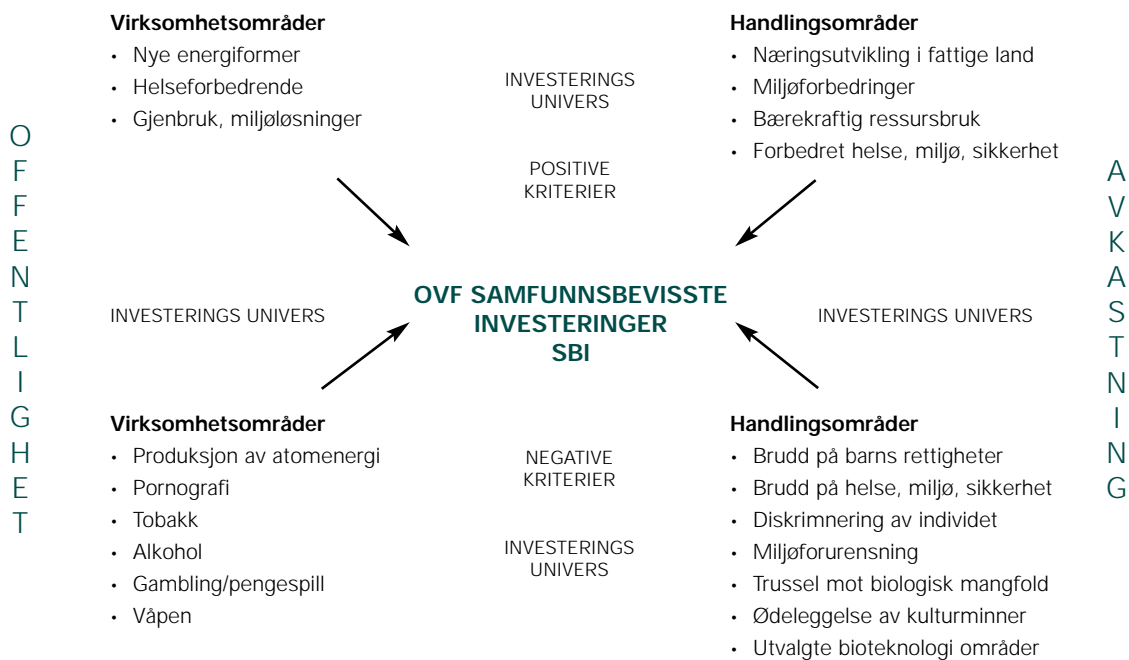 Virksomhetsområder
• Nye energiformer
• Helseforbedrende
• Gjenbruk, miljøløsninger
INVESTERINGS
UNIVERS
POSITIVE
KRITERIER
Handlingsområder
• Næringsutvikling i fattige land
• Miljøforbedringer
• Bærekraftig ressursbruk
• Forbedret helse, miljø, sikkerhet
OFFENTLIGHET
INVESTERINGS UNIVERS
OVF SAMFUNNSBEVISSTE
INVESTERINGER
SBI
INVESTERINGS UNIVERS
AVKASTNING
Virksomhetsområder
• Produksjon av atomenergi
• Pornografi
• Tobakk
• Alkohol
• Gambling/pengespill
• Våpen
NEGATIVE
KRITERIER
INVESTERINGS
UNIVERS
Handlingsområder
• Brudd på barns rettigheter
• Brudd på helse, miljø, sikkerhet
• Diskrimnering av individet
• Miljøforurensning
• Trussel mot biologisk mangfold
• Ødeleggelse av kulturminner
• Utvalgte bioteknologi områder